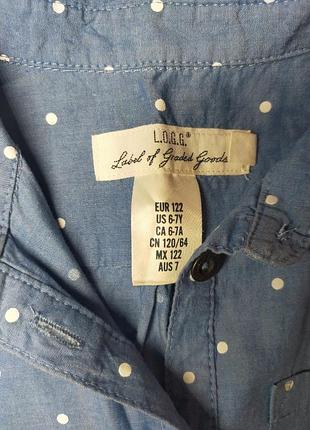 L.O.G.G.®
Label of Graded Goods
EUR 122
US 6-7Y
CA 6-7A
CN 120/64
MX 122
AUS 7